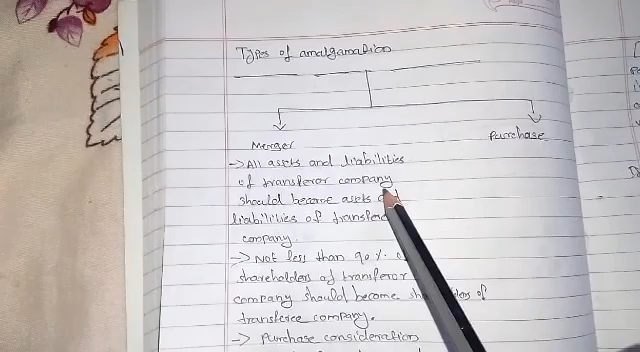 Types of amalgamation
Merger
Purchase
-> All assets and liabilities
of transferor company
should become assets
liabilities of
company.
-> Not less than 90 %.
shareholders of transferor
company should become of
transferee company.
-> Purchase consideration